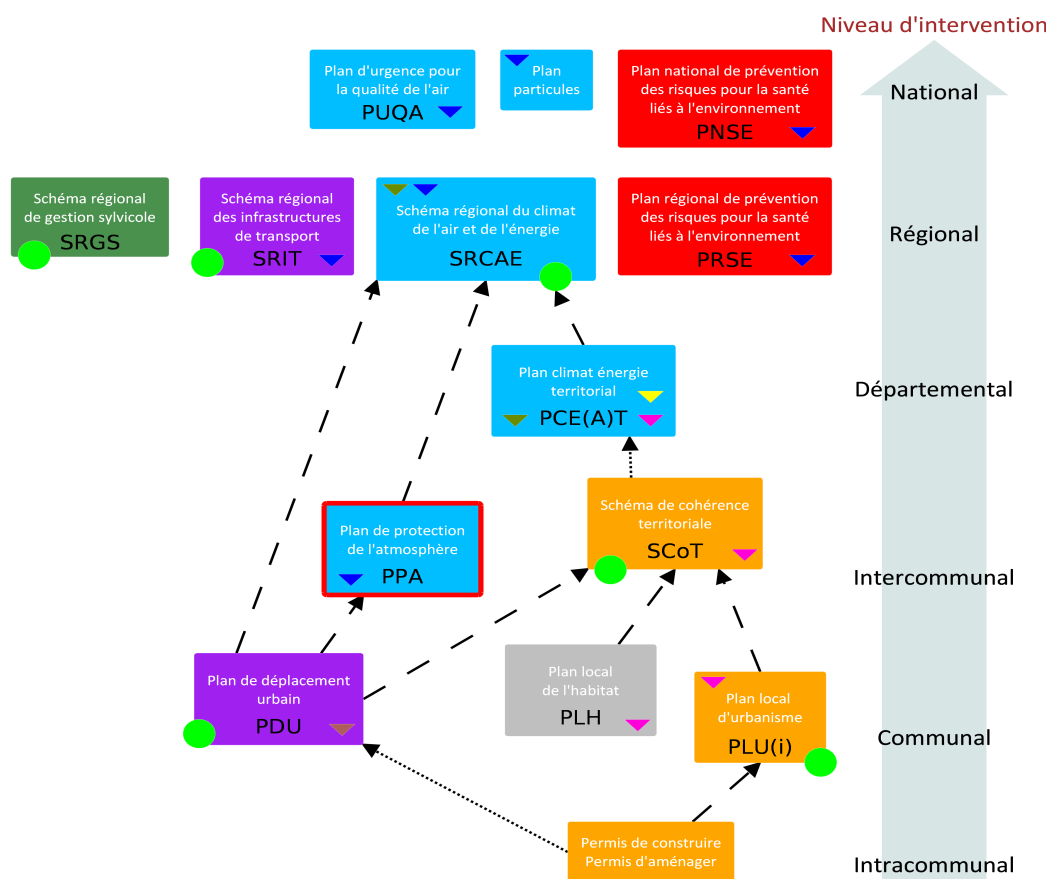 Niveau d'intervention
Plan d'urgence pour
la qualité de l'air
PUQA
Plan
particules
Plan national de prévention
des risques pour la santé
liés à l'environnement
PNSE
National
Schéma régional
de gestion sylvicole
SRGS
Schéma régional
des infrastructures
de transport
SRIT
Schéma régional du climat
de l'air et de l'énergie
SRCAE
Plan régional de prévention
des risques pour la santé
liés à l'environnement
PRSE
Régional
Plan climat énergie
territorial
PCE(A)T
Départemental
Plan de protection
de l'atmosphère
PPA
Schéma de cohérence
territoriale
SCoT
Intercommunal
Plan de déplacement
urbain
PDU
Plan local
de l'habitat
PLH
Plan local
d'urbanisme
PLU(i)
Communal
Permis de construire
Permis d'aménager
Intracommunal